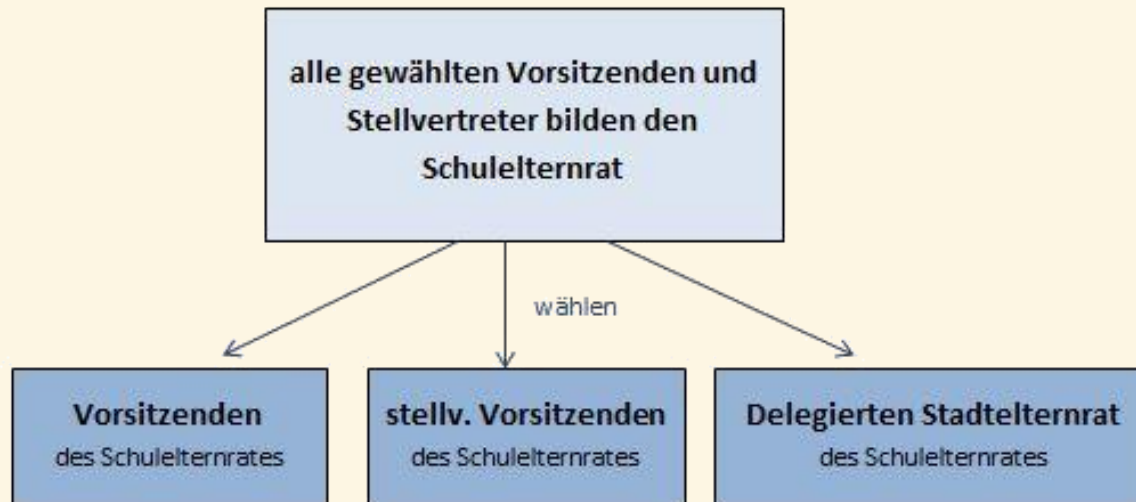 alle gewählten Vorsitzenden und
Stellvertreter bilden den
Schulelternrat
wählen
Vorsitzenden
des Schulelternrates
stellv. Vorsitzenden
des Schulelternrates
Delegierten Stadtelternrat
des Schulelternrates